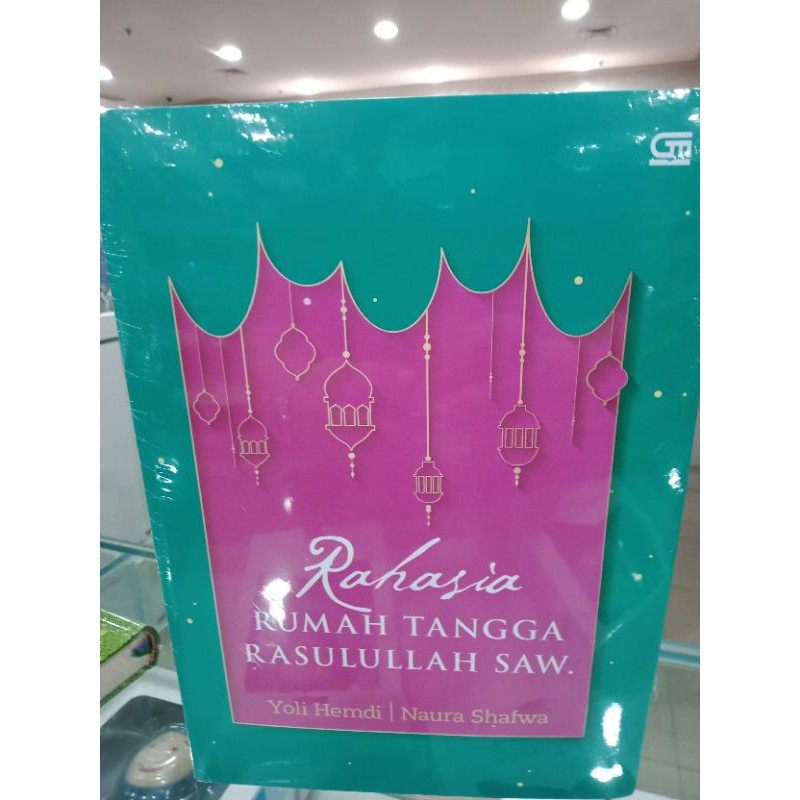 Rahasia
RUMAH TANGGA
RASULULLAH SAW.
Yoli Hemdi | Naura Shafwa